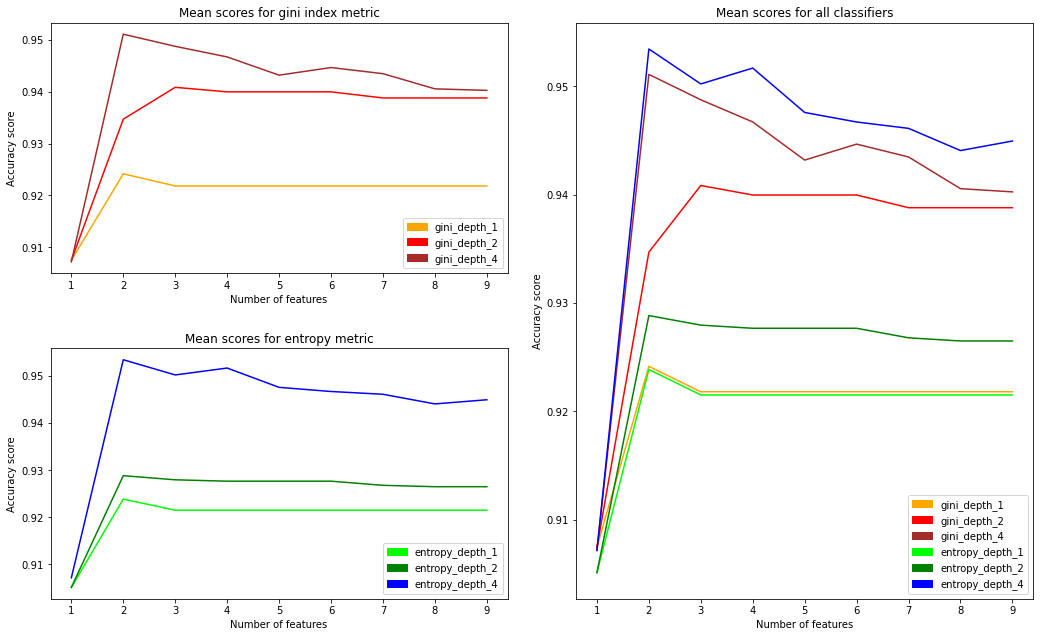 Mean scores for gini index metric
Accuracy score
0.95
0.94
0.93
0.92
0.91
gini_depth_1
gini_depth_2
gini_depth_4
1 2 3 4 5 6 7 8 9
Number of features
Mean scores for entropy metric
Accuracy score
0.95
0.94
0.93
0.92
0.91
entropy_depth_1
entropy_depth_2
entropy_depth_4
1 2 3 4 5 6 7 8 9
Number of features
Mean scores for all classifiers
Accuracy score
0.95
0.94
0.93
0.92
0.91
gini_depth_1
gini_depth_2
gini_depth_4
entropy_depth_1
entropy_depth_2
entropy_depth_4
1 2 3 4 5 6 7 8 9
Number of features